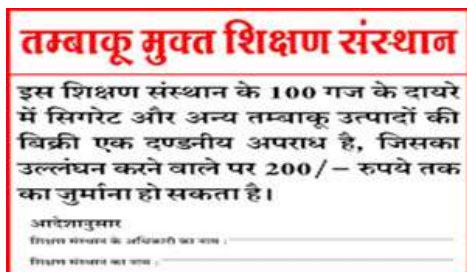 तम्बाकू मुक्त शिक्षण संस्थान
इस शिक्षण संस्थान के 100 गज के दायरे
में सिगरेट और अन्य तम्बाकू उत्पादों की
बिक्री एक दण्डनीय अपराध है, जिसका
उल्लंघन करने वाले पर 200/– रुपये तक
का जुर्माना हो सकता है।
आदेशानुसार
शिक्षण संस्थान के अधिकारी का नाम :
शिक्षण संस्थान का नाम :